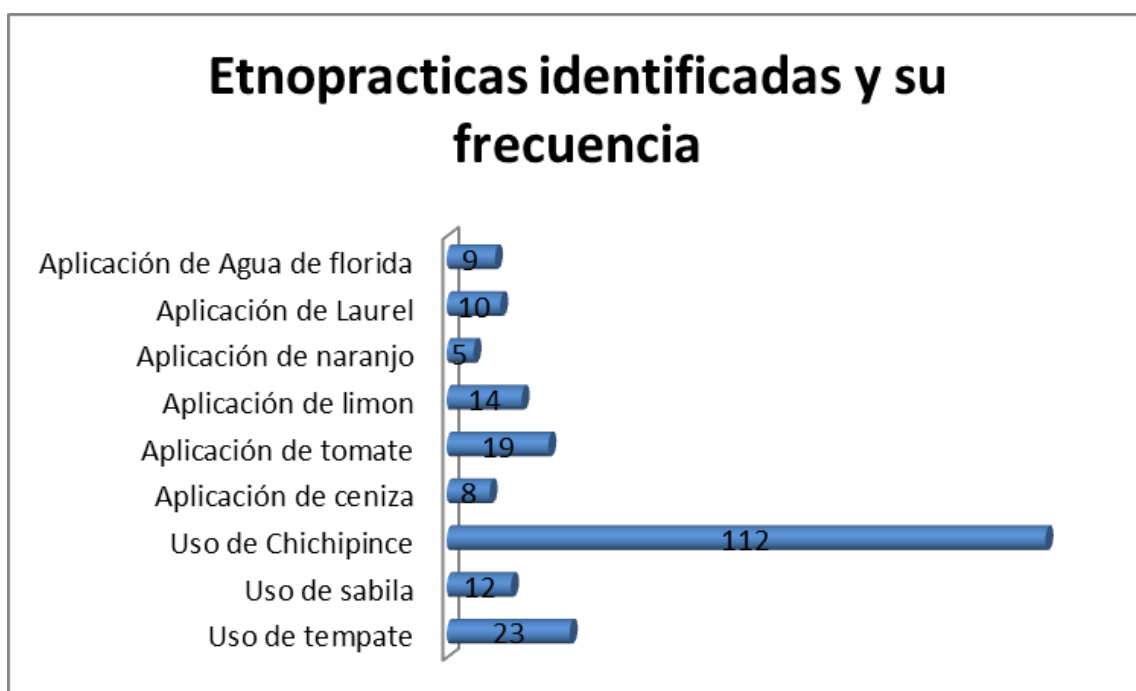 Etnopracticas identificadas y su
frecuencia
Aplicación de Agua de florida 9
Aplicación de Laurel 10
Aplicación de naranjo 5
Aplicación de limon 14
Aplicación de tomate 19
Aplicación de ceniza 8
Uso de Chichipince 112
Uso de sabila 12
Uso de tempate 23